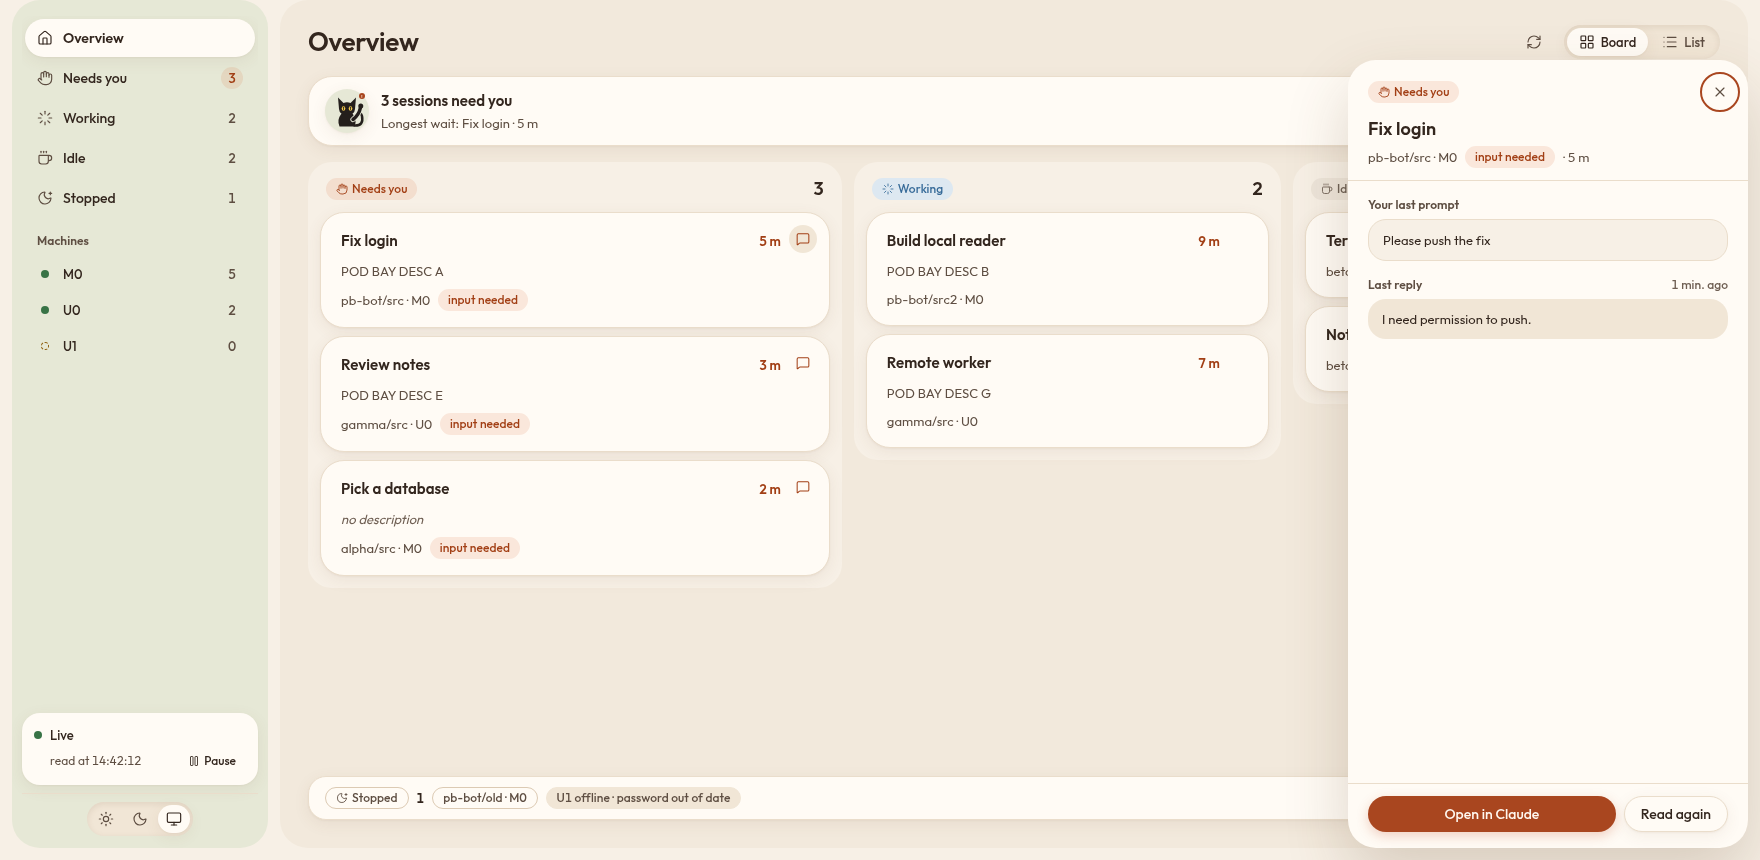 Overview
Needs you 3
Working 2
Idle 2
Stopped 1
Machines
M0 5
U0 2
U1 0
Live
read at 14:42:12 Pause
Overview
Board List
3 sessions need you
Longest wait: Fix login · 5 m
Needs you 3
Fix login 5 m
POD BAY DESC A
pb-bot/src · M0 input needed
Review notes 3 m
POD BAY DESC E
gamma/src · U0 input needed
Pick a database 2 m
no description
alpha/src · M0 input needed
Working 2
Build local reader 9 m
POD BAY DESC B
pb-bot/src2 · M0
Remote worker 7 m
POD BAY DESC G
gamma/src · U0
Stopped 1 pb-bot/old · M0 U1 offline · password out of date
Needs you
Fix login
pb-bot/src · M0 input needed · 5 m
Your last prompt
Please push the fix
Last reply 1 min. ago
I need permission to push.
Open in Claude Read again